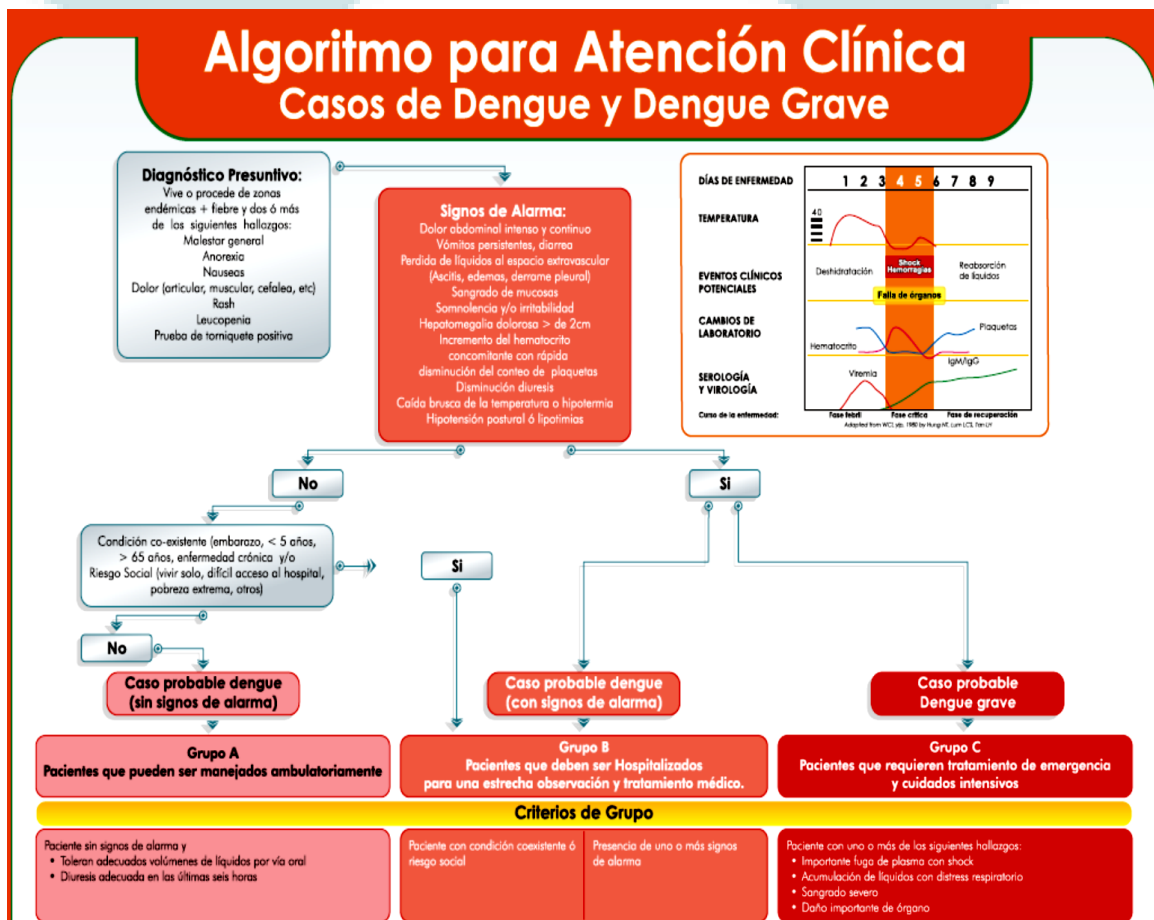 Algoritmo para Atención Clínica
Casos de Dengue y Dengue Grave
Diagnóstico Presuntivo:
Vive o procede de zonas
endémicas + fiebre y dos ó más
de los siguientes hallazgos:
Malestar general
Anorexia
Nauseas
Dolor (articular, muscular, cefalea, etc)
Rash
Leucopenia
Prueba de torniquete positiva
Signos de Alarma:
Dolor abdominal intenso y continuo
Vómitos persistentes, diarrea
Perdida de líquidos al espacio extravascular
(Ascitis, edemas, derrame pleural)
Sangrado de mucosas
Somnolencia y/o irritabilidad
Hepatomegalia dolorosa > de 2cm
Incremento del hematocrito
concomitante con rápida
disminución del conteo de plaquetas
Disminución diuresis
Caída brusca de la temperatura o hipotermia
Hipotensión postural ó lipotimias
DÍAS DE ENFERMEDAD
1 2 3 4 5 6 7 8 9
TEMPERATURA
40
EVENTOS CLÍNICOS
POTENCIALES
Deshidratación
Shock
Hemorragias
Reabsorción
de líquidos
Falla de órganos
CAMBIOS DE
LABORATORIO
Hematocrito
Plaquetas
IgM/IgG
SEROLOGÍA
Y VIROLOGÍA
Viremia
Curso de la enfermedad:
Fase febril
Fase crítica
Fase de recuperación
No
Si
Condición co-existente (embarazo, < 5 años,
> 65 años, enfermedad crónica y/o
Riesgo Social (vivir solo, difícil acceso al hospital,
pobreza extrema, otros)
Si
No
Caso probable dengue
(sin signos de alarma)
Caso probable dengue
(con signos de alarma)
Caso probable
Dengue grave
Grupo A
Pacientes que pueden ser manejados ambulatoriamente
Grupo B
Pacientes que deben ser Hospitalizados
para una estrecha observación y tratamiento médico.
Grupo C
Pacientes que requieren tratamiento de emergencia
y cuidados intensivos
Criterios de Grupo
Paciente sin signos de alarma y
• Toleran adecuados volúmenes de líquidos por vía oral
• Diuresis adecuada en las últimas seis horas
Paciente con condición coexistente ó
riesgo social
Presencia de uno o más signos
de alarma
Paciente con uno o más de los siguientes hallazgos:
• Importante fuga de plasma con shock
• Acumulación de líquidos con distress respiratorio
• Sangrado severo
• Daño importante de órgano